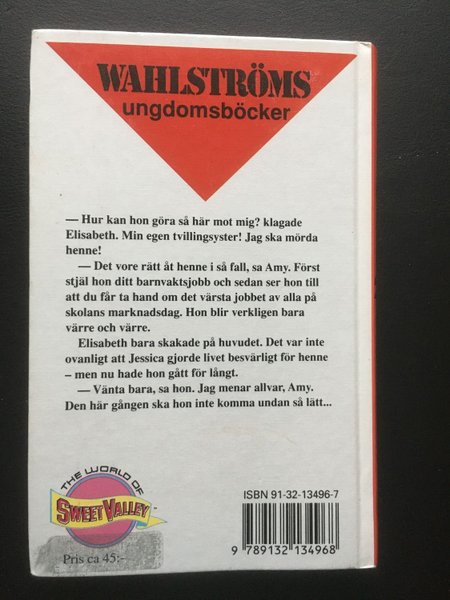 WAHLSTRÖMS
ungdomsböcker
— Hur kan hon göra så här mot mig? klagade
Elisabeth. Min egen tvillingsyster! Jag ska mörda
henne!
— Det vore rätt åt henne i så fall, sa Amy. Först
stjäl hon ditt barnvaktsjobb och sedan ser hon till
att du får ta hand om det värsta jobbet av alla på
skolans marknadsdag. Hon blir verkligen bara
värre och värre.
Elisabeth bara skakade på huvudet. Det var inte
ovanligt att Jessica gjorde livet besvärligt för henne
– men nu hade hon gått för långt.
— Vänta bara, sa hon. Jag menar allvar, Amy.
Den här gången ska hon inte komma undan så lätt...
THE WORLD OF
SWEET VALLEY™
Pris ca 45:–
ISBN 91-32-13496-7
9 789132 134968